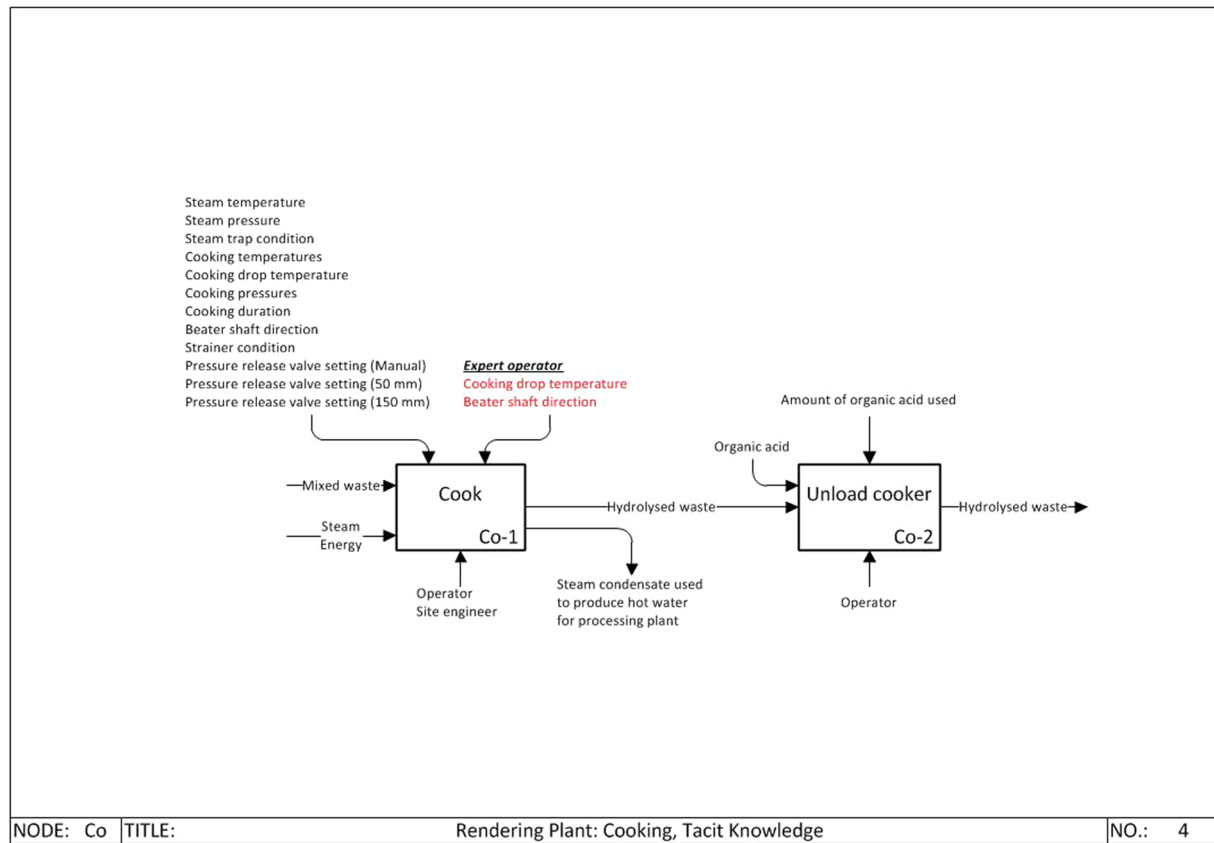 Steam temperature
Steam pressure
Steam trap condition
Cooking temperatures
Cooking drop temperature
Cooking pressures
Cooking duration
Beater shaft direction
Strainer condition
Pressure release valve setting (Manual)
Pressure release valve setting (50 mm)
Pressure release valve setting (150 mm)
Expert operator
Cooking drop temperature
Beater shaft direction
Amount of organic acid used
Organic acid
Mixed waste
Steam
Energy
Cook
Co-1
Hydrolysed waste
Unload cooker
Co-2
Hydrolysed waste
Operator
Site engineer
Steam condensate used
to produce hot water
for processing plant
Operator
NODE: Co
TITLE:
Rendering Plant: Cooking, Tacit Knowledge
NO.: 4